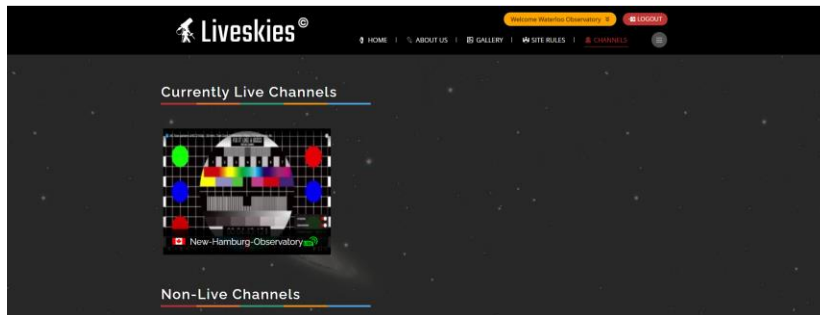 Welcome Waterloo Observatory
LOGOUT
Liveskies©
HOME | ABOUT US | GALLERY | SITE RULES | CHANNELS
Currently Live Channels
New-Hamburg-Observatory
Non-Live Channels